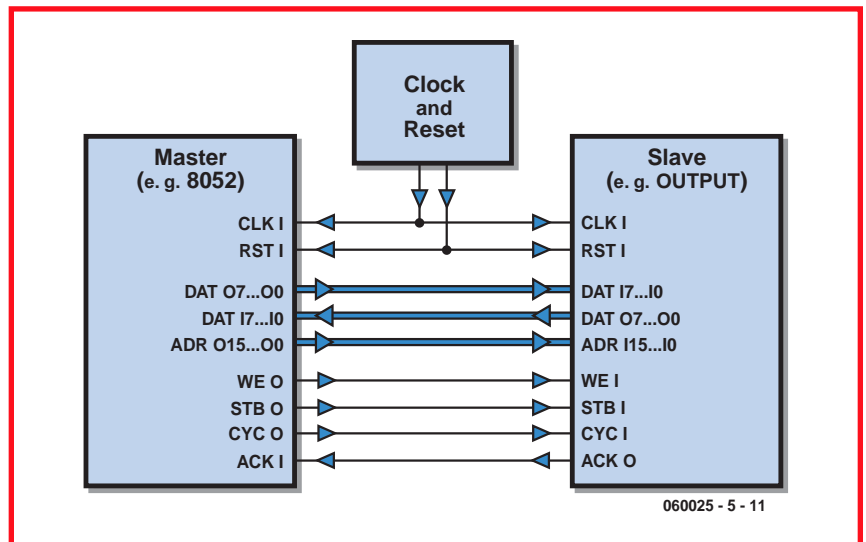 Clock
and
Reset
Master
(e. g. 8052)
CLK I
RST I
DAT O7...O0
DAT I7...I0
ADR O15...O0
WE O
STB O
CYC O
ACK I
Slave
(e. g. OUTPUT)
CLK I
RST I
DAT I7...I0
DAT O7...O0
ADR I15...I0
WE I
STB I
CYC I
ACK O
060025 - 5 - 11